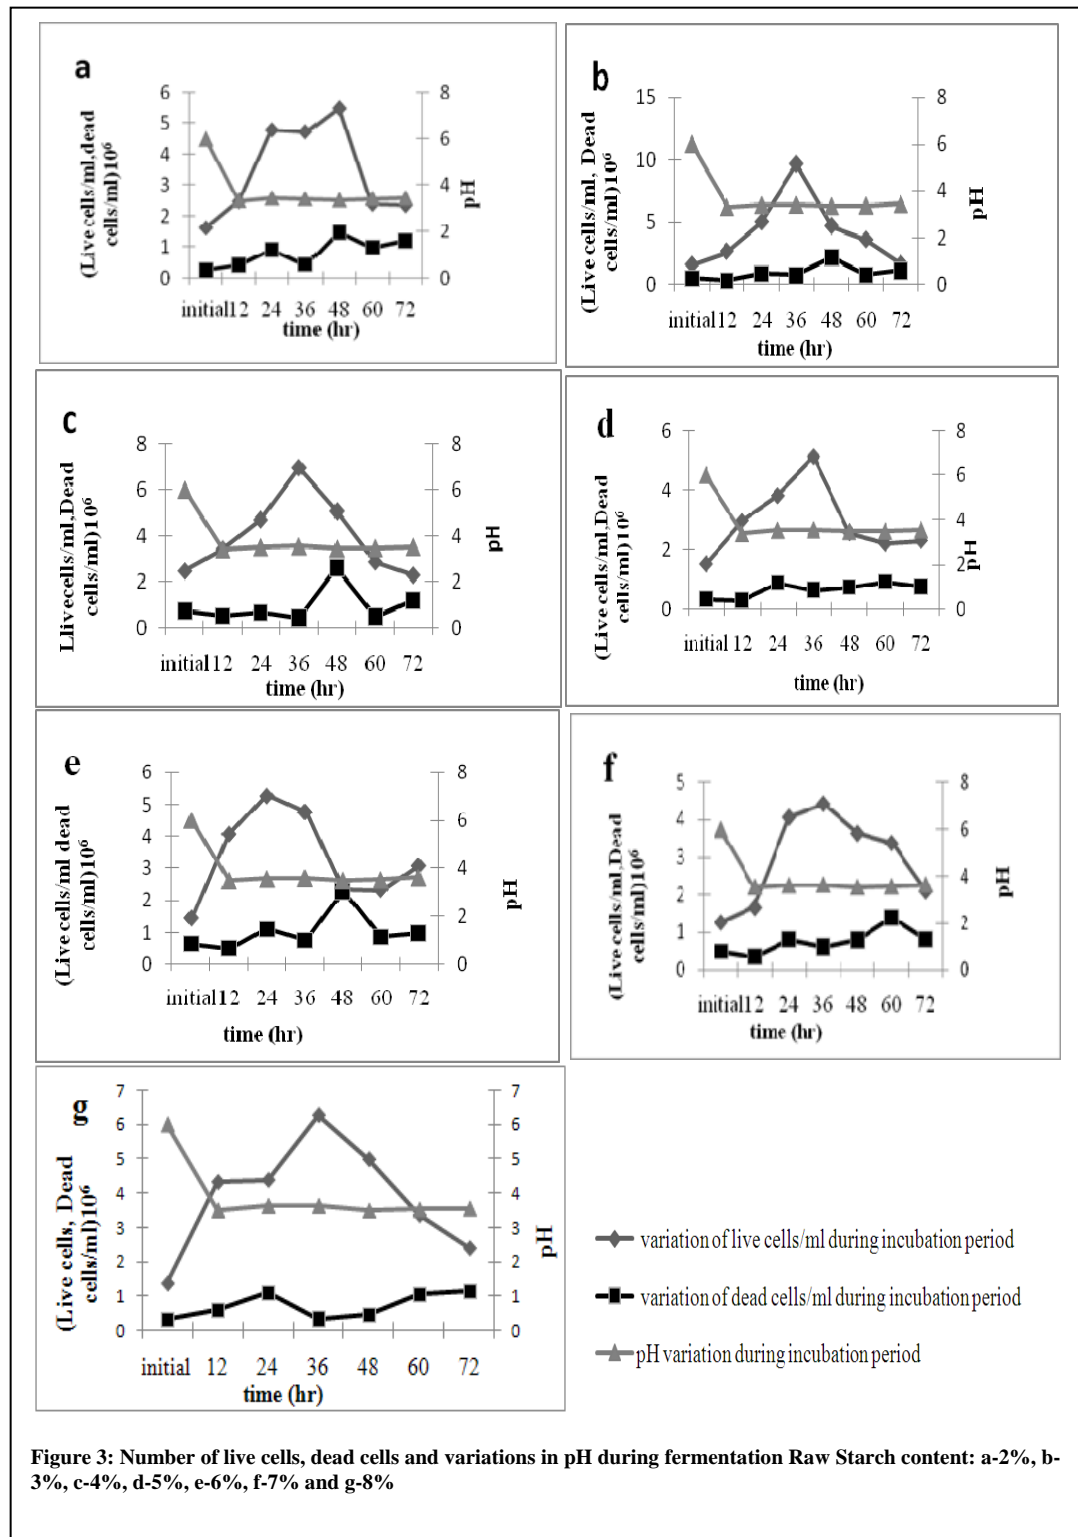 a
(Live cells/ml,dead
cells/ml)10⁶
6
5
4
3
2
1
0
8
6
4
2
0
pH
initial 12 24 36 48 60 72
time (hr)
b
(Live cells/ml, Dead
cells/ml)10⁶
15
10
5
0
8
6
4
2
0
pH
initial 12 24 36 48 60 72
time (hr)
c
Llivecells/ml,Dead
cells/ml)10⁶
8
6
4
2
0
8
6
4
2
0
pH
initial 12 24 36 48 60 72
time (hr)
d
(Live cells/ml,Dead
cells/ml)10⁶
6
4
2
0
8
6
4
2
0
pH
initial 12 24 36 48 60 72
time (hr)
e
(Live cells/ml dead
cells/ml)10⁶
6
5
4
3
2
1
0
8
6
4
2
0
pH
initial 12 24 36 48 60 72
time (hr)
f
(Live cells/ml,Dead
cells/ml)10⁶
5
4
3
2
1
0
8
6
4
2
0
pH
initial 12 24 36 48 60 72
time (hr)
g
(Live cells, Dead
cells/ml)10⁶
7
6
5
4
3
2
1
0
7
6
5
4
3
2
1
0
pH
initial 12 24 36 48 60 72
time (hr)
variation of live cells/ml during incubation period
variation of dead cells/ml during incubation period
pH variation during incubation period
Figure 3: Number of live cells, dead cells and variations in pH during fermentation Raw Starch content: a-2%, b-
3%, c-4%, d-5%, e-6%, f-7% and g-8%